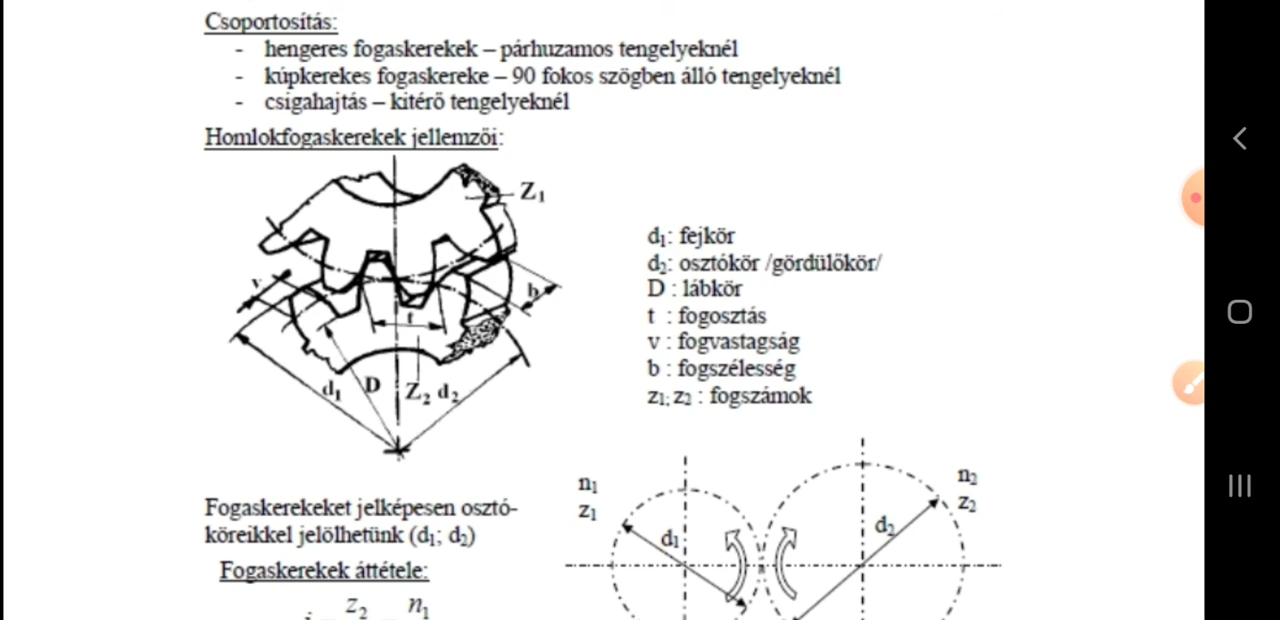 Csoportosítás:
- hengeres fogaskerekek – párhuzamos tengelyeknél
- kúpkerekes fogaskereke – 90 fokos szögben álló tengelyeknél
- csigahajtás – kitérő tengelyeknél
Homlokfogaskerekek jellemzői:
Z₁
v
b
t
d₁ D Z₂ d₂
d₁: fejkör
d₂: osztókör /gördülőkör/
D : lábkör
t : fogosztás
v : fogvastagság
b : fogszélesség
z₁; z₂ : fogszámok
Fogaskerekeket jelképesen osztó-
köreikkel jelölhetünk (d₁; d₂)
Fogaskerekek áttétele:
z₂ n₁
n₁
z₁
d₁
n₂
z₂
d₂